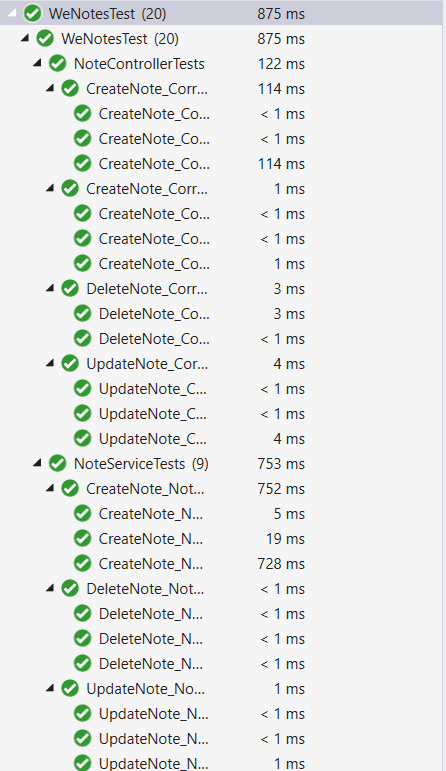 WeNotesTest (20) 875 ms
WeNotesTest (20) 875 ms
NoteControllerTests 122 ms
CreateNote_Corr... 114 ms
CreateNote_Co... < 1 ms
CreateNote_Co... < 1 ms
CreateNote_Co... 114 ms
CreateNote_Corr... 1 ms
CreateNote_Co... < 1 ms
CreateNote_Co... < 1 ms
CreateNote_Co... 1 ms
DeleteNote_Corr... 3 ms
DeleteNote_Co... 3 ms
DeleteNote_Co... < 1 ms
UpdateNote_Cor... 4 ms
UpdateNote_C... < 1 ms
UpdateNote_C... < 1 ms
UpdateNote_C... 4 ms
NoteServiceTests (9) 753 ms
CreateNote_Not... 752 ms
CreateNote_N... 5 ms
CreateNote_N... 19 ms
CreateNote_N... 728 ms
DeleteNote_Not... < 1 ms
DeleteNote_N... < 1 ms
DeleteNote_N... < 1 ms
DeleteNote_N... < 1 ms
UpdateNote_No... 1 ms
UpdateNote_N... < 1 ms
UpdateNote_N... < 1 ms
UpdateNote_N... 1 ms